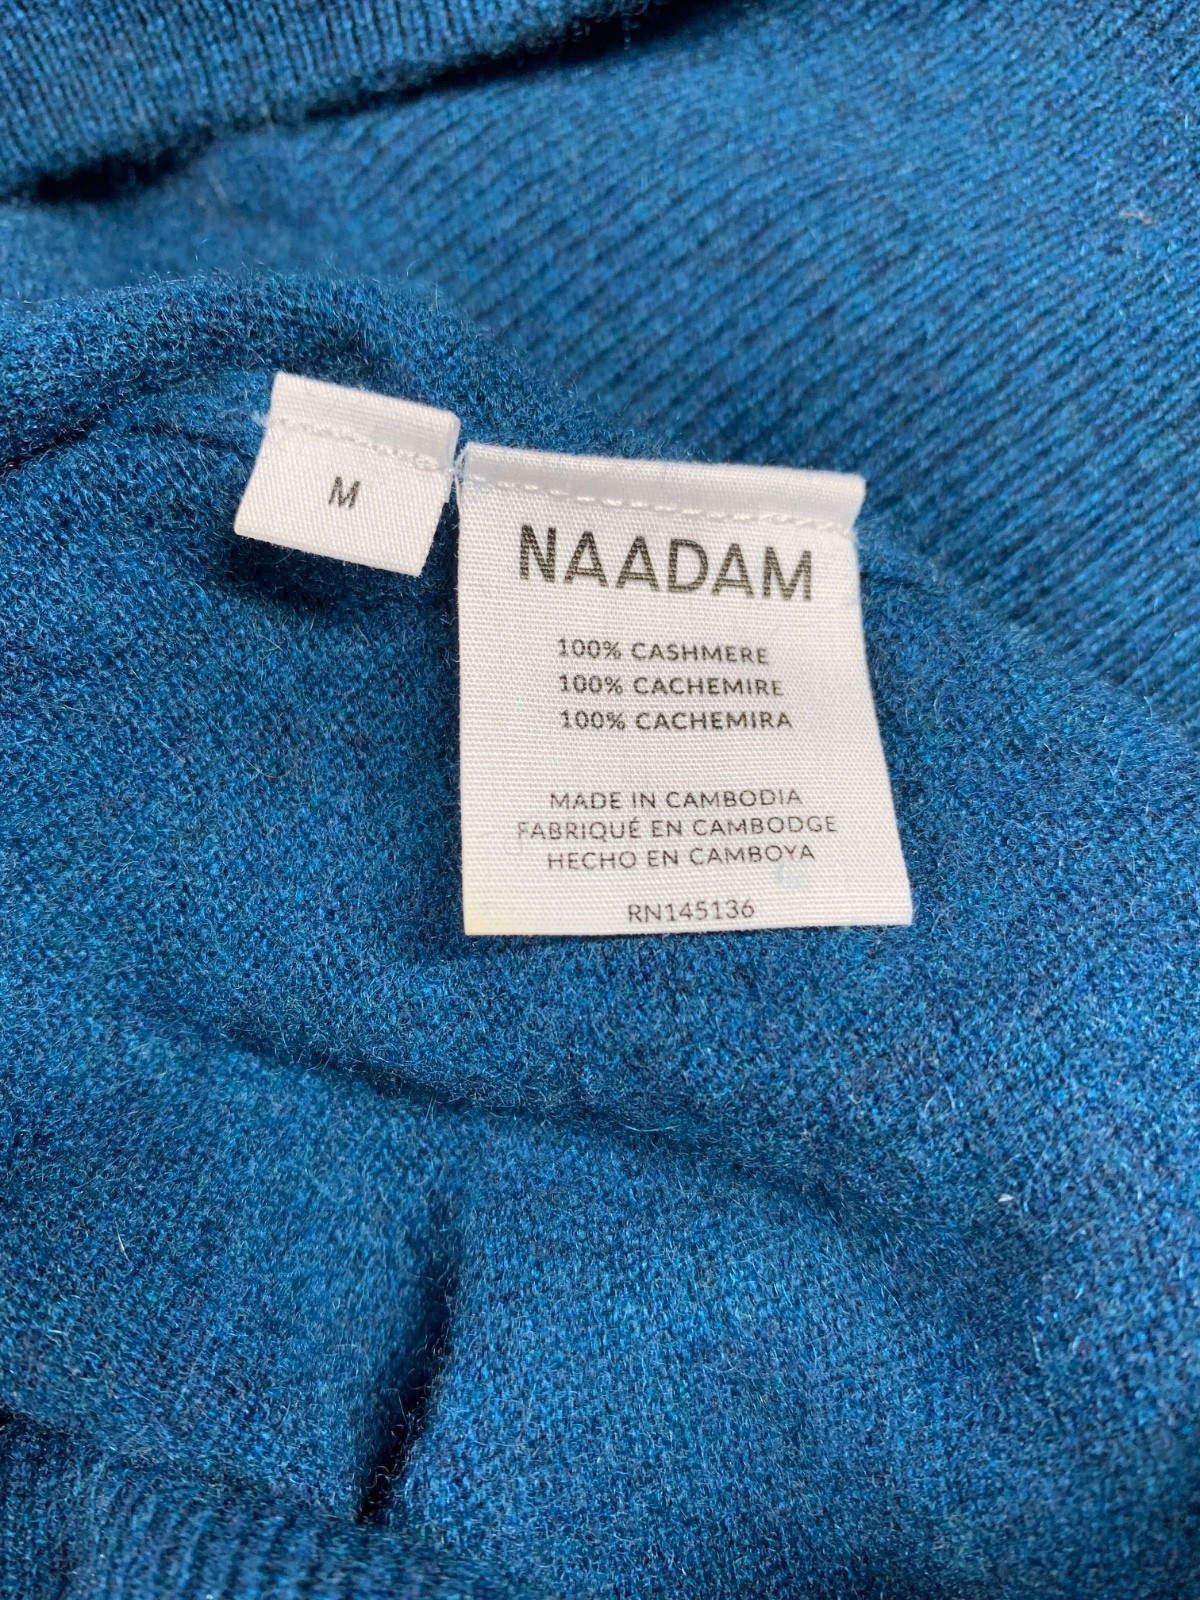 M
NAADAM
100% CASHMERE
100% CACHEMIRE
100% CACHEMIRA
MADE IN CAMBODIA
FABRIQUÉ EN CAMBODGE
HECHO EN CAMBOYA
RN145136